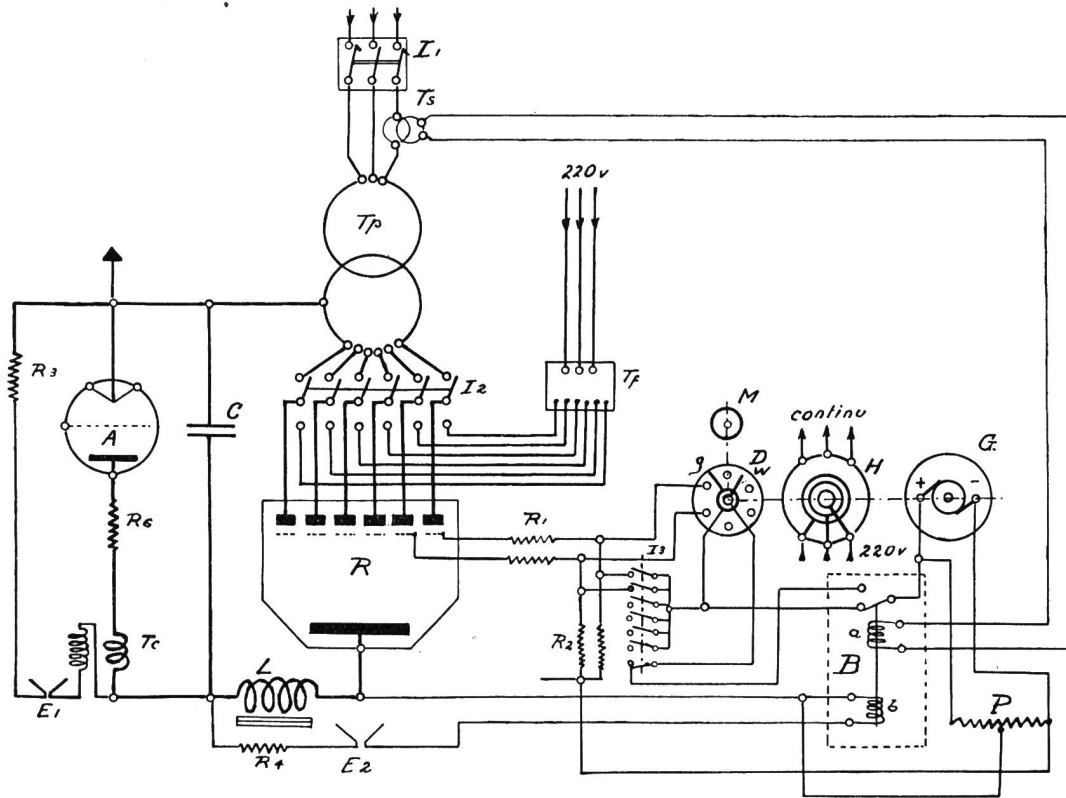 I1
Ts
220v
Tp
R3
A
C
I2
Tf
M
continu
G
g
D
w
H
+
-
R6
R1
220v
R
I3
Tc
R2
a
B
L
b
P
E1
R4
E2